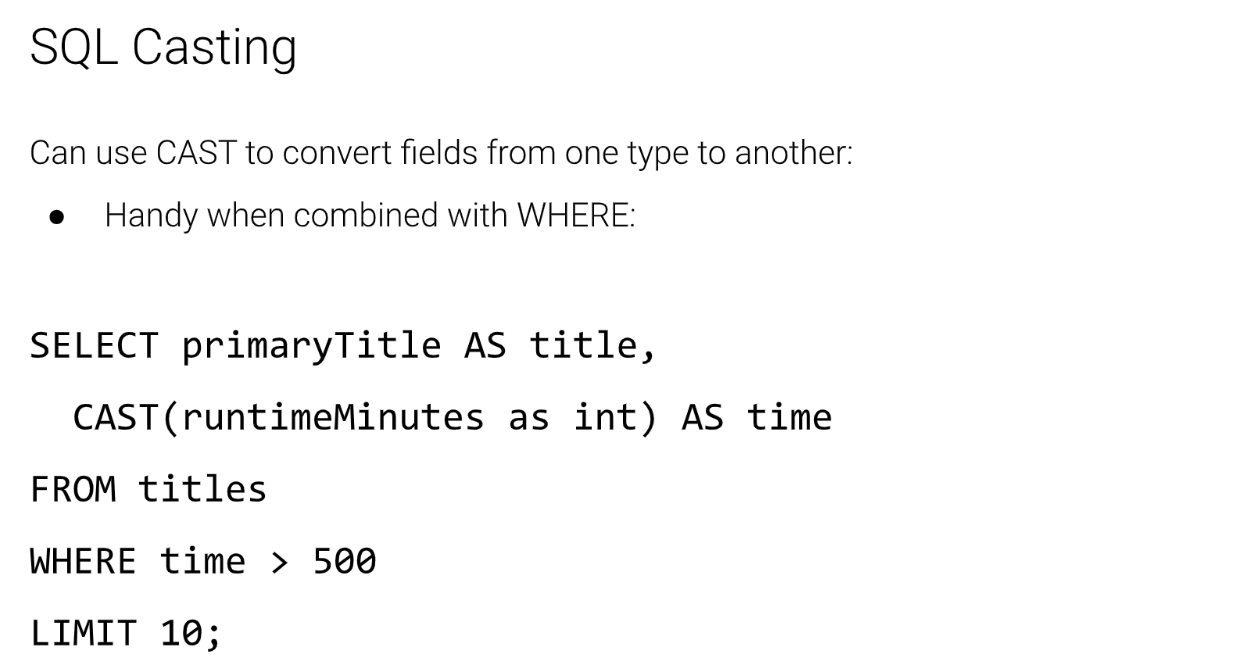 SQL Casting
Can use CAST to convert fields from one type to another:
● Handy when combined with WHERE:
SELECT primaryTitle AS title,
  CAST(runtimeMinutes as int) AS time
FROM titles
WHERE time > 500
LIMIT 10;